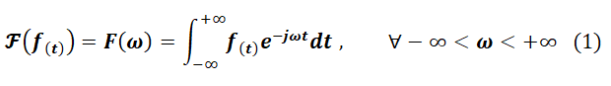 𝓕(f₍ₜ₎) = F(ω) = ∫_{−∞}^{+∞} f₍ₜ₎e^{−jωt}dt , ∀ − ∞ < ω < +∞ (1)